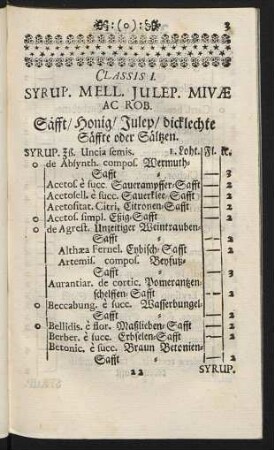 :(o): 3
CLASSIS I.
SYRUP. MELL. JULEP. MIVÆ
AC ROB.
Säfft/ Honig/ Julep/ dicklechte
Säffte oder Sältzen.
SYRUP. ℥ß. Uncia semis. 1. Loht. fl. kr.
o de Absynth. compos. Wermuth-
Safft 3
Acetos. è succ. Saurampffer-Safft 2
Acetosell. è succ. Sauerklee-Safft 2
Acetositat. Citri, Citronen-Safft 2
o Acetos. simpl. Eßig-Safft 2
o de Agrest. Unzeitiger Weintrauben-
Safft 2
Althæa Fernel. Eybisch-Safft 2
Artemis. compos. Beyfuß-
Safft 3
Aurantiar. de cortic. Pomerantzen-
schelffen-Safft 2
o Beccabung. è succ. Wasserbungel-
Safft 2
o Bellidis. è flor. Maßlieben-Safft 2
Berber. è succ. Erbselen-Safft 2
Betonic. è succ. Braun Betonien-
Safft 2
SYRUP.